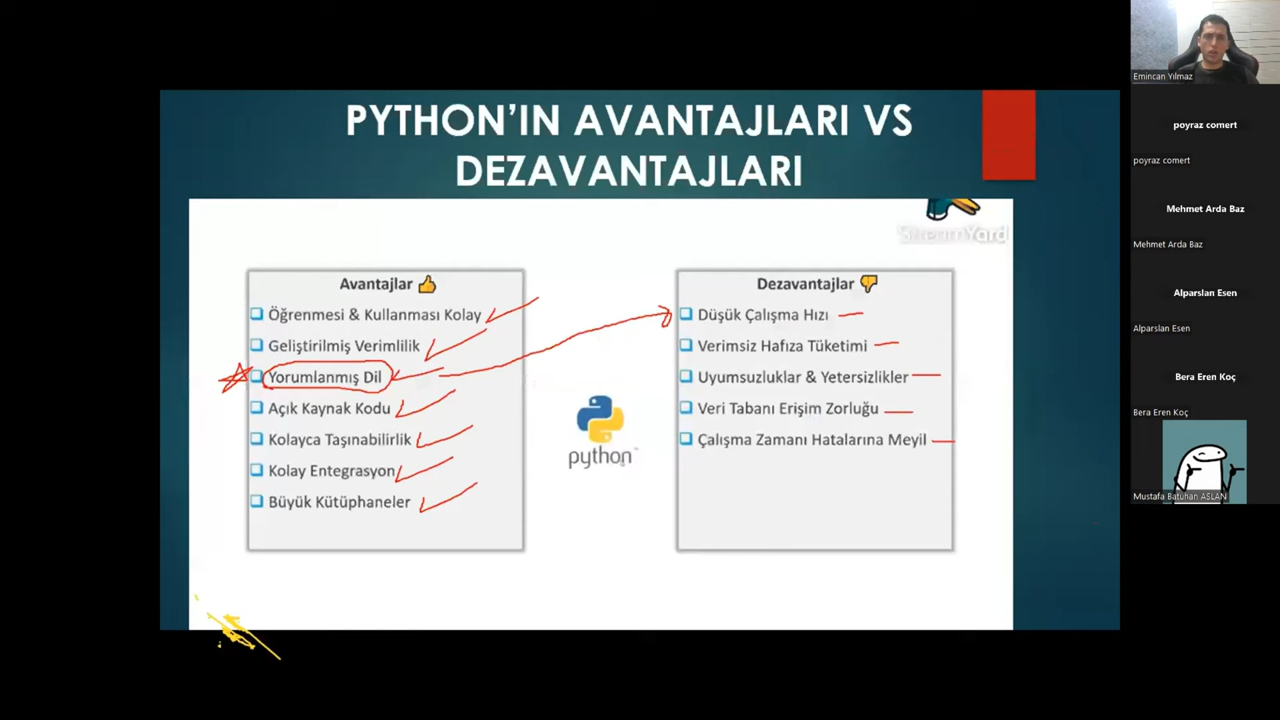 PYTHON'IN AVANTAJLARI VS
DEZAVANTAJLARI
StreamYard
Avantajlar
Öğrenmesi & Kullanması Kolay
Geliştirilmiş Verimlilik
Yorumlanmış Dil
Açık Kaynak Kodu
Kolayca Taşınabilirlik
Kolay Entegrasyon
Büyük Kütüphaneler
python
Dezavantajlar
Düşük Çalışma Hızı
Verimsiz Hafıza Tüketimi
Uyumsuzluklar & Yetersizlikler
Veri Tabanı Erişim Zorluğu
Çalışma Zamanı Hatalarına Meyil
Emincan Yılmaz
poyraz comert
poyraz comert
Mehmet Arda Baz
Mehmet Arda Baz
Alparslan Esen
Alparslan Esen
Bera Eren Koç
Bera Eren Koç
Mustafa Batuhan ASLAN